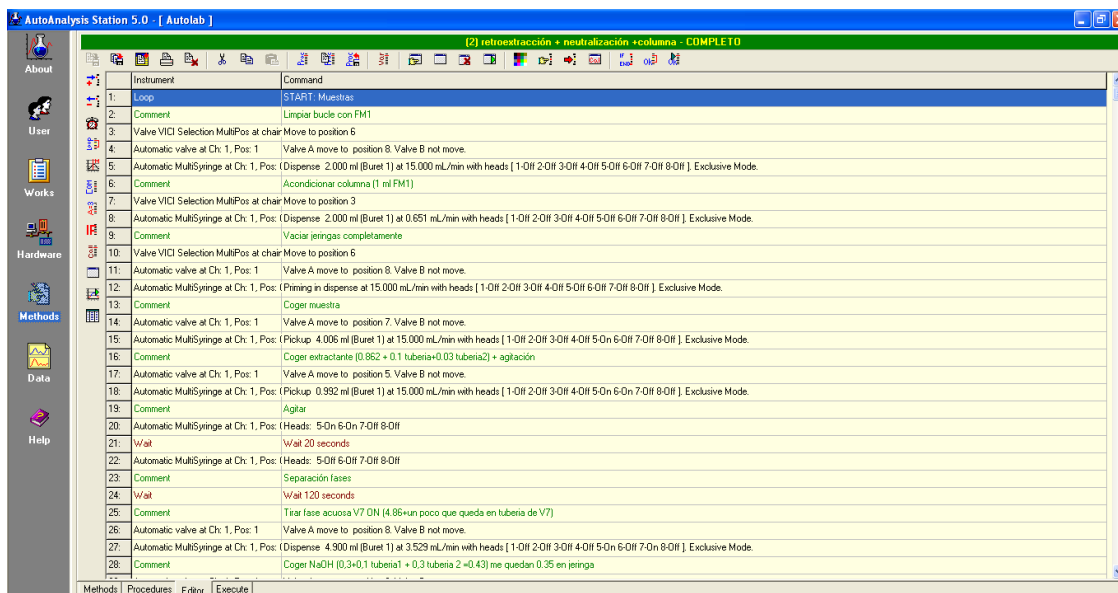 AutoAnalysis Station 5.0 - [ Autolab ]
(2) retroextracción + neutralización +columna - COMPLETO
About
User
Works
Hardware
Methods
Data
Help
Instrument Command
1: Loop START: Muestras
2: Comment Limpiar bucle con FM1
3: Valve VICI Selection MultiPos at chair Move to position 6
4: Automatic valve at Ch: 1, Pos: 1 Valve A move to position 8. Valve B not move.
5: Automatic MultiSyringe at Ch: 1, Pos: ( Dispense 2.000 ml (Buret 1) at 15.000 mL/min with heads [ 1-Off 2-Off 3-Off 4-Off 5-Off 6-Off 7-Off 8-Off ]. Exclusive Mode.
6: Comment Acondicionar columna (1 ml FM1)
7: Valve VICI Selection MultiPos at chair Move to position 3
8: Automatic MultiSyringe at Ch: 1, Pos: ( Dispense 2.000 ml (Buret 1) at 0.651 mL/min with heads [ 1-Off 2-Off 3-Off 4-Off 5-Off 6-Off 7-Off 8-Off ]. Exclusive Mode.
9: Comment Vaciar jeringas completamente
10: Valve VICI Selection MultiPos at chair Move to position 6
11: Automatic valve at Ch: 1, Pos: 1 Valve A move to position 8. Valve B not move.
12: Automatic MultiSyringe at Ch: 1, Pos: ( Priming in dispense at 15.000 mL/min with heads [ 1-Off 2-Off 3-Off 4-Off 5-Off 6-Off 7-Off 8-Off ]. Exclusive Mode.
13: Comment Coger muestra
14: Automatic valve at Ch: 1, Pos: 1 Valve A move to position 7. Valve B not move.
15: Automatic MultiSyringe at Ch: 1, Pos: ( Pickup 4.006 ml (Buret 1) at 15.000 mL/min with heads [ 1-Off 2-Off 3-Off 4-Off 5-On 6-Off 7-Off 8-Off ]. Exclusive Mode.
16: Comment Coger extractante (0.862 + 0.1 tuberia+0.03 tuberia2) + agitación
17: Automatic valve at Ch: 1, Pos: 1 Valve A move to position 5. Valve B not move.
18: Automatic MultiSyringe at Ch: 1, Pos: ( Pickup 0.992 ml (Buret 1) at 15.000 mL/min with heads [ 1-Off 2-Off 3-Off 4-Off 5-On 6-On 7-Off 8-Off ]. Exclusive Mode.
19: Comment Agitar
20: Automatic MultiSyringe at Ch: 1, Pos: ( Heads: 5-On 6-On 7-Off 8-Off
21: Wait Wait 20 seconds
22: Automatic MultiSyringe at Ch: 1, Pos: ( Heads: 5-Off 6-Off 7-Off 8-Off
23: Comment Separación fases
24: Wait Wait 120 seconds
25: Comment Tirar fase acuosa V7 ON (4.86+un poco que queda en tuberia de V7)
26: Automatic valve at Ch: 1, Pos: 1 Valve A move to position 8. Valve B not move.
27: Automatic MultiSyringe at Ch: 1, Pos: ( Dispense 4.900 ml (Buret 1) at 3.529 mL/min with heads [ 1-Off 2-Off 3-Off 4-Off 5-On 6-Off 7-On 8-Off ]. Exclusive Mode.
28: Comment Coger NaOH (0,3+0,1 tuberia1 + 0,3 tuberia 2 =0.43) me quedan 0.35 en jeringa
Methods Procedures Editor Execute